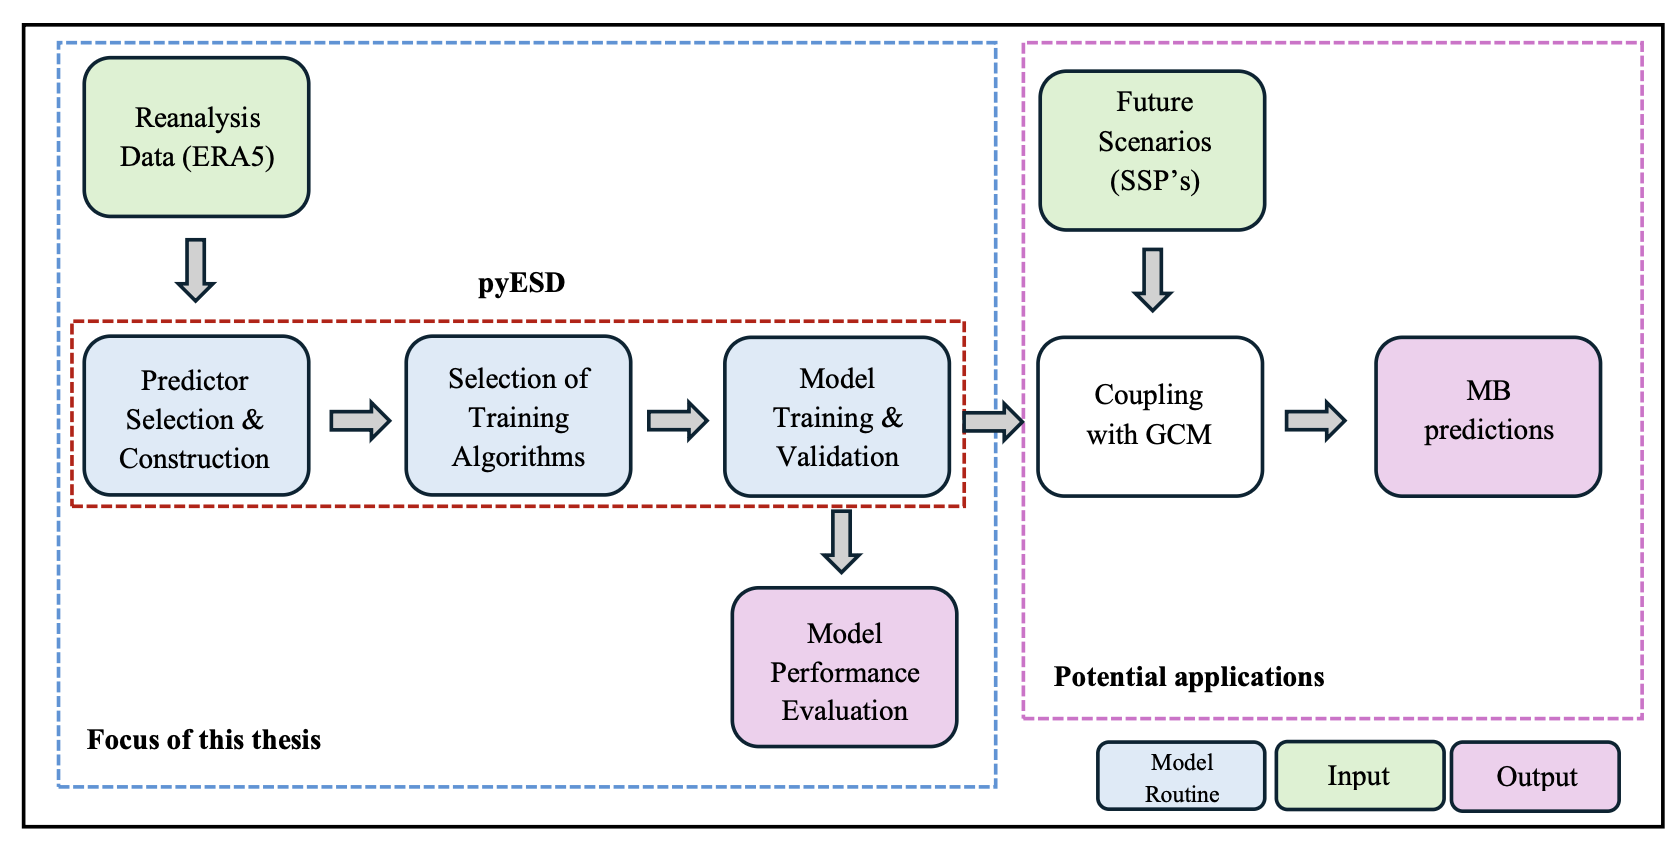 Reanalysis
Data (ERA5)
pyESD
Predictor
Selection &
Construction
Selection of
Training
Algorithms
Model
Training &
Validation
Model
Performance
Evaluation
Focus of this thesis
Future
Scenarios
(SSP’s)
Coupling
with GCM
MB
predictions
Potential applications
Model
Routine
Input
Output